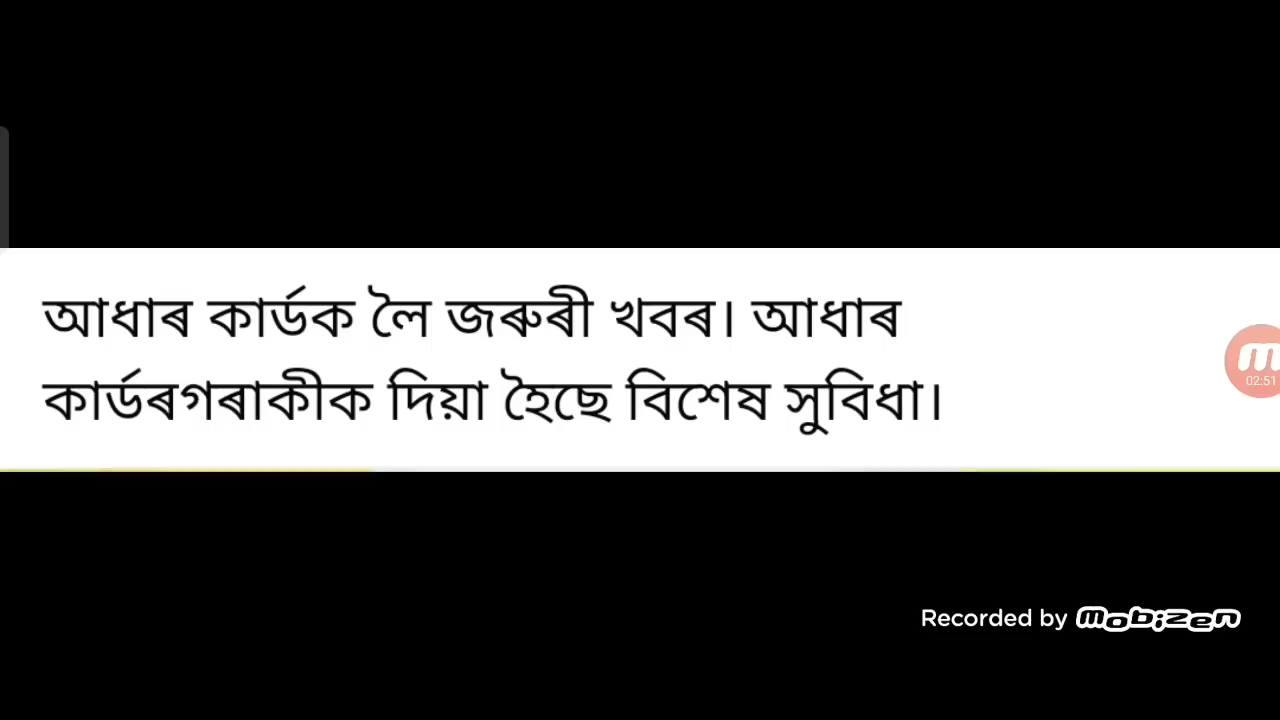 আধাৰ কাৰ্ডক লৈ জৰুৰী খবৰ। আধাৰ
কাৰ্ডৰগৰাকীক দিয়া হৈছে বিশেষ সুবিধা।
02:51
Recorded by mobizen